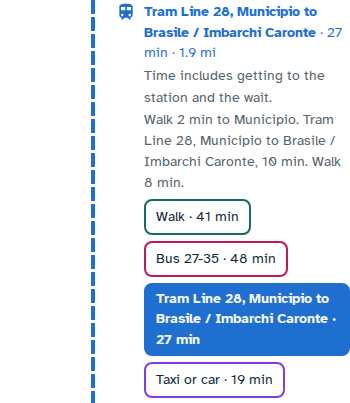 Tram Line 28, Municipio to
Brasile / Imbarchi Caronte · 27
min · 1.9 mi
Time includes getting to the
station and the wait.
Walk 2 min to Municipio. Tram
Line 28, Municipio to Brasile /
Imbarchi Caronte, 10 min. Walk
8 min.
Walk · 41 min
Bus 27-35 · 48 min
Tram Line 28, Municipio to
Brasile / Imbarchi Caronte ·
27 min
Taxi or car · 19 min